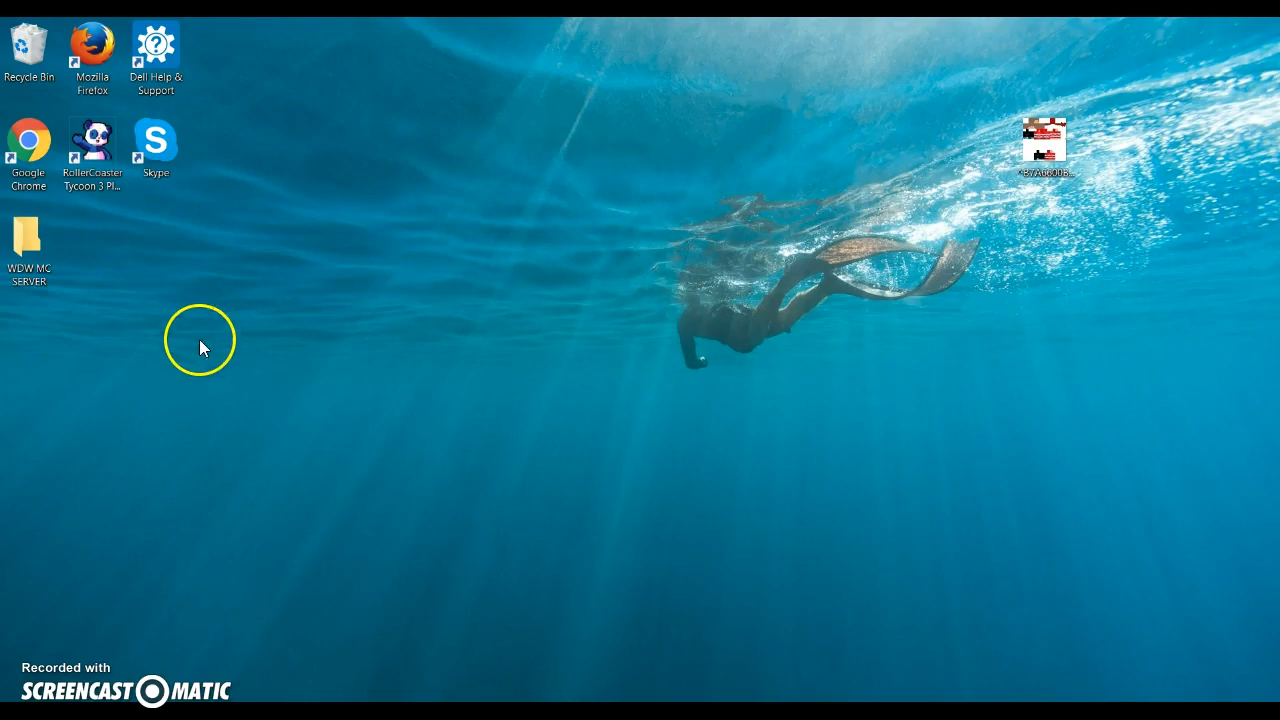 Recycle Bin
Mozilla
Firefox
Dell Help &
Support
Google
Chrome
RollerCoaster
Tycoon 3 Pl...
Skype
WDW MC
SERVER
Recorded with
SCREENCAST MATIC